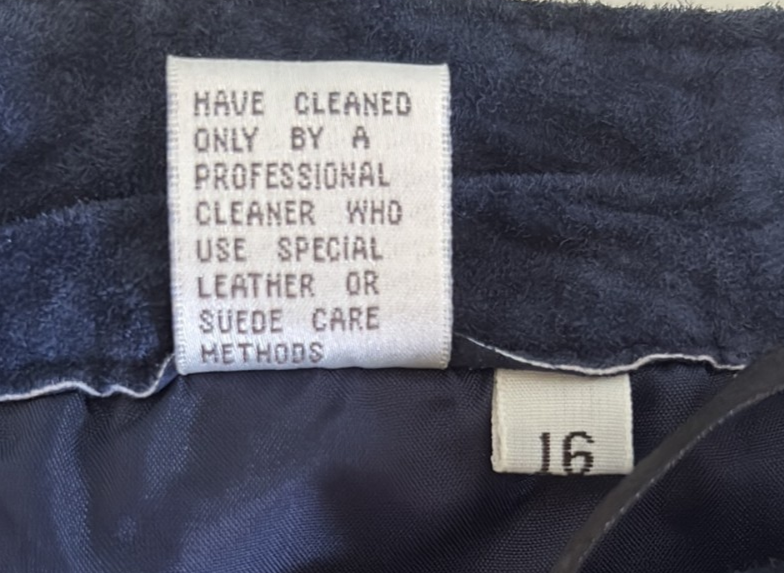 HAVE CLEANED
ONLY BY A
PROFESSIONAL
CLEANER WHO
USE SPECIAL
LEATHER OR
SUEDE CARE
METHODS
16